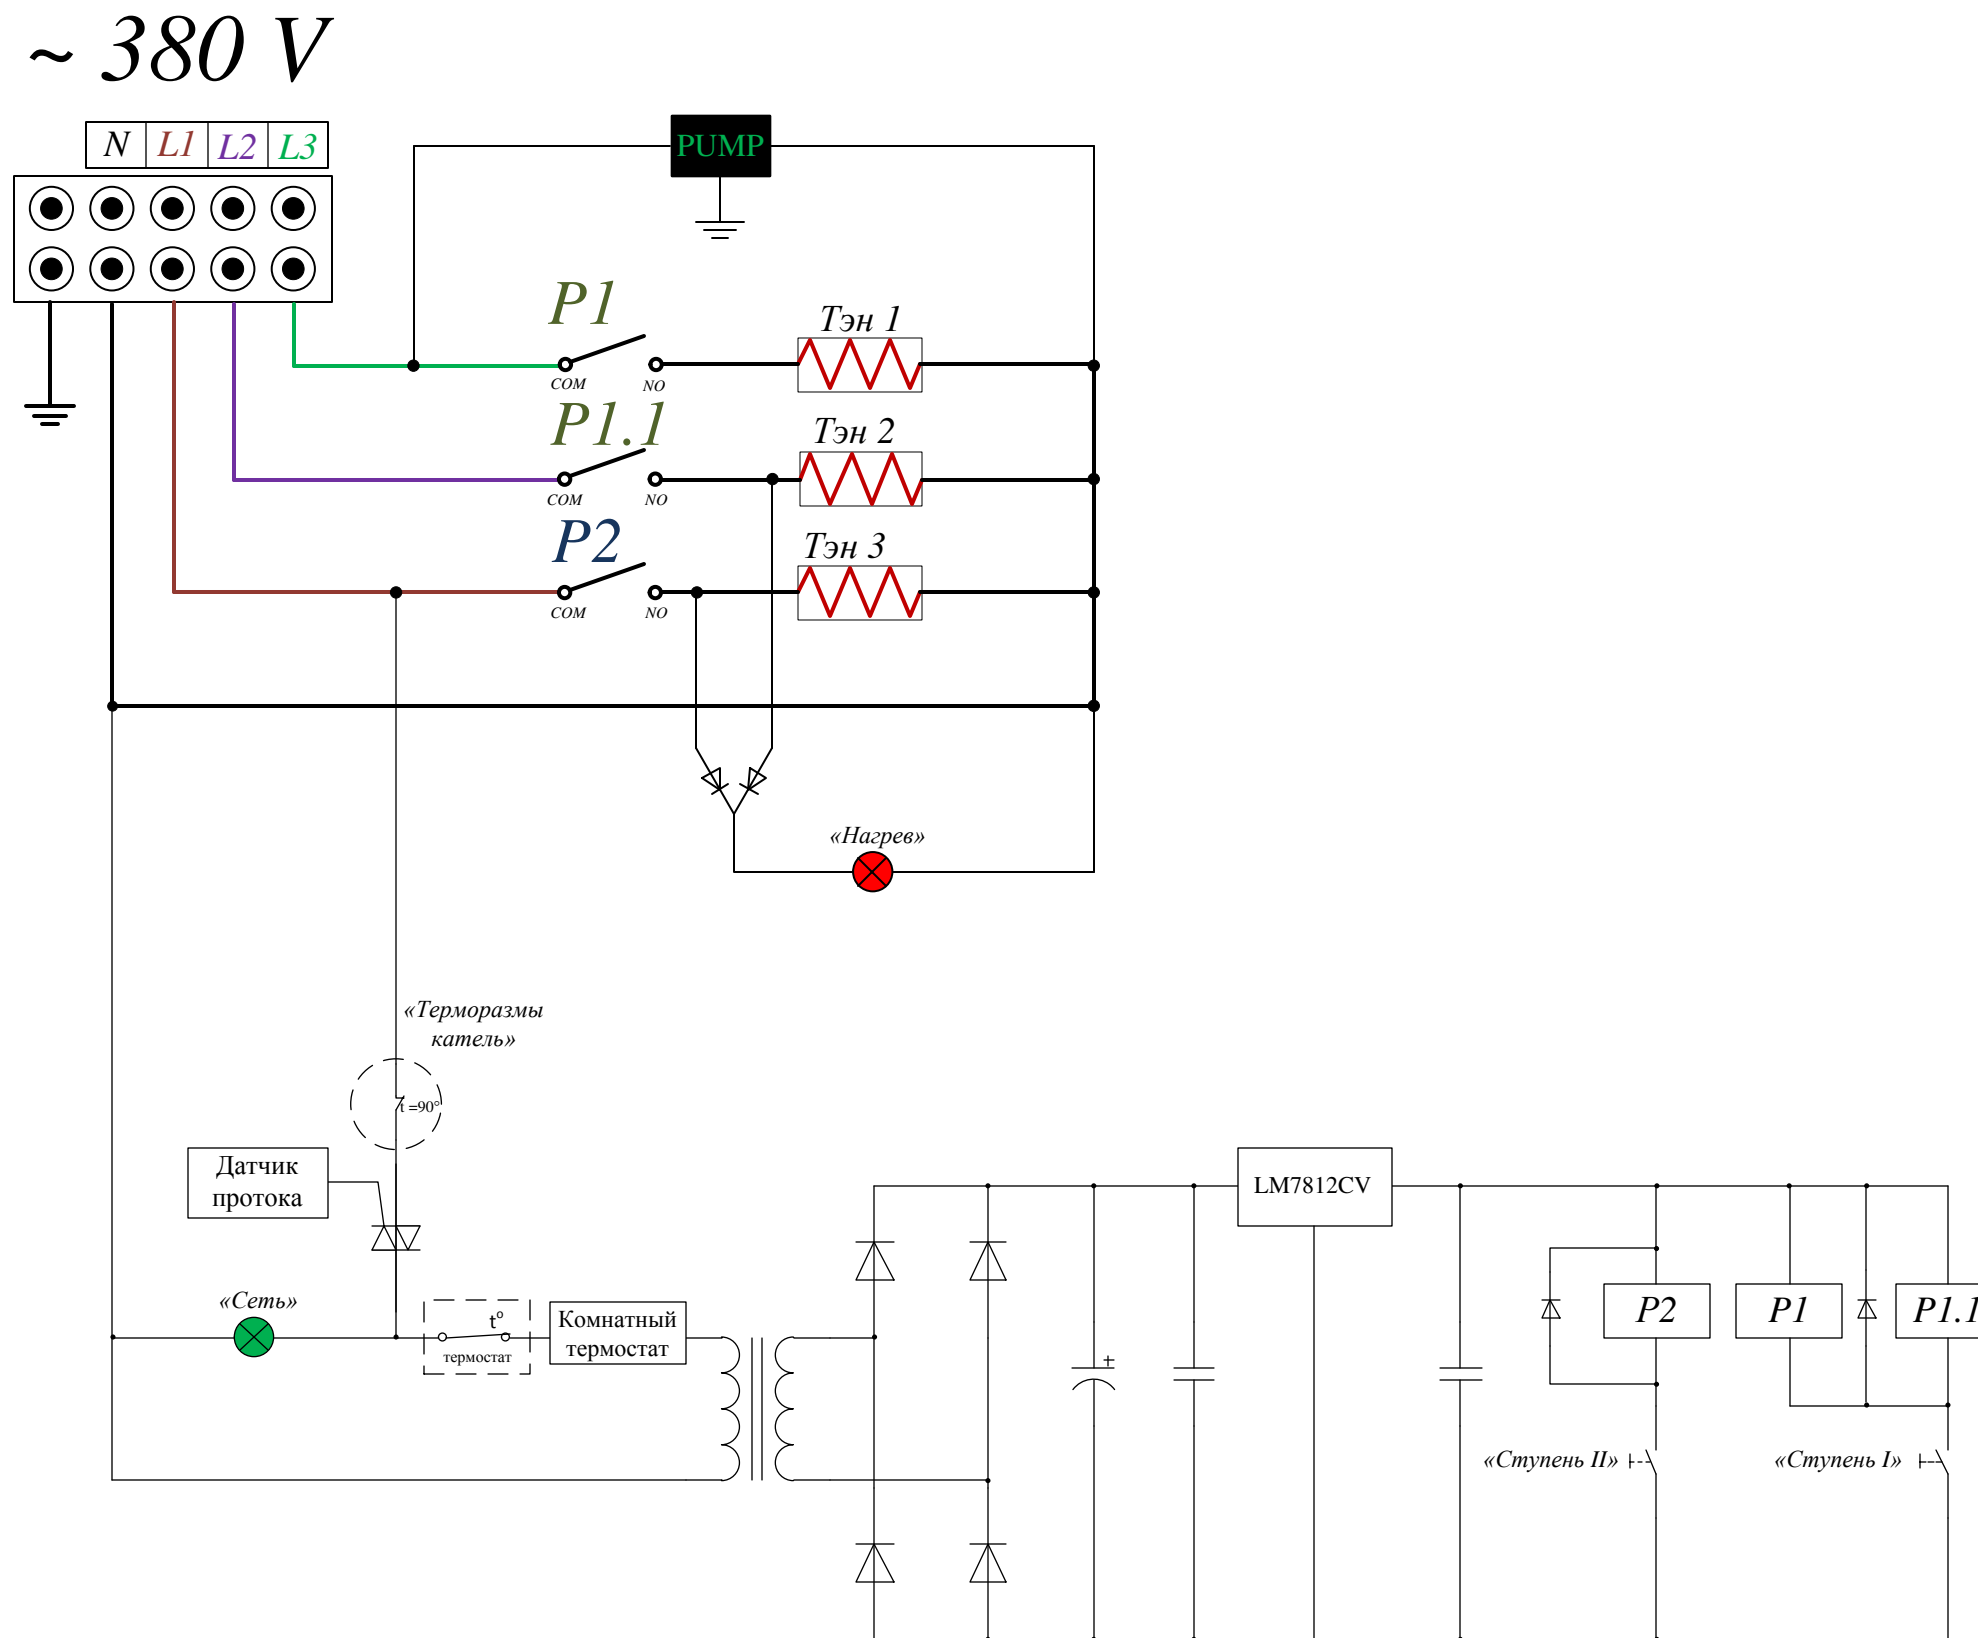 ~ 380 V
N L1 L2 L3
PUMP
P1
Тэн 1
COM NO
P1.1
Тэн 2
COM NO
P2
Тэн 3
COM NO
«Нагрев»
«Терморазмы
катель»
t =90°
Датчик
протока
LM7812CV
«Сеть»
t°
термостат
Комнатный
термостат
P2
P1
P1.1
+
«Ступень II»
«Ступень I»